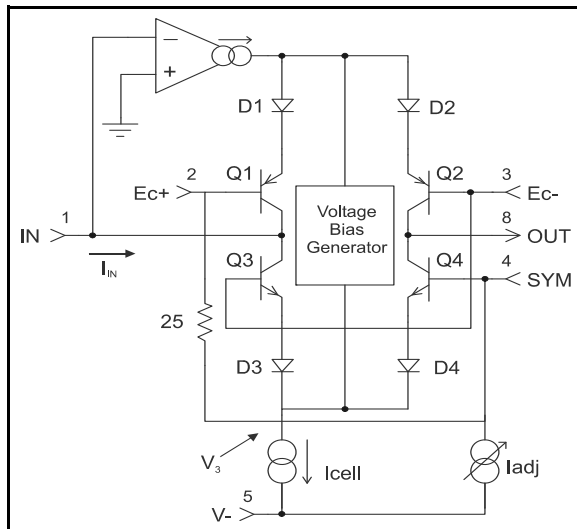 −
+
D1
D2
2
Q1
Q2
3
Ec+
Ec-
1
Voltage
Bias
Generator
8
IN
OUT
I_IN
Q3
Q4
4
SYM
25
D3
D4
V₃
Icell
Iadj
5
V-